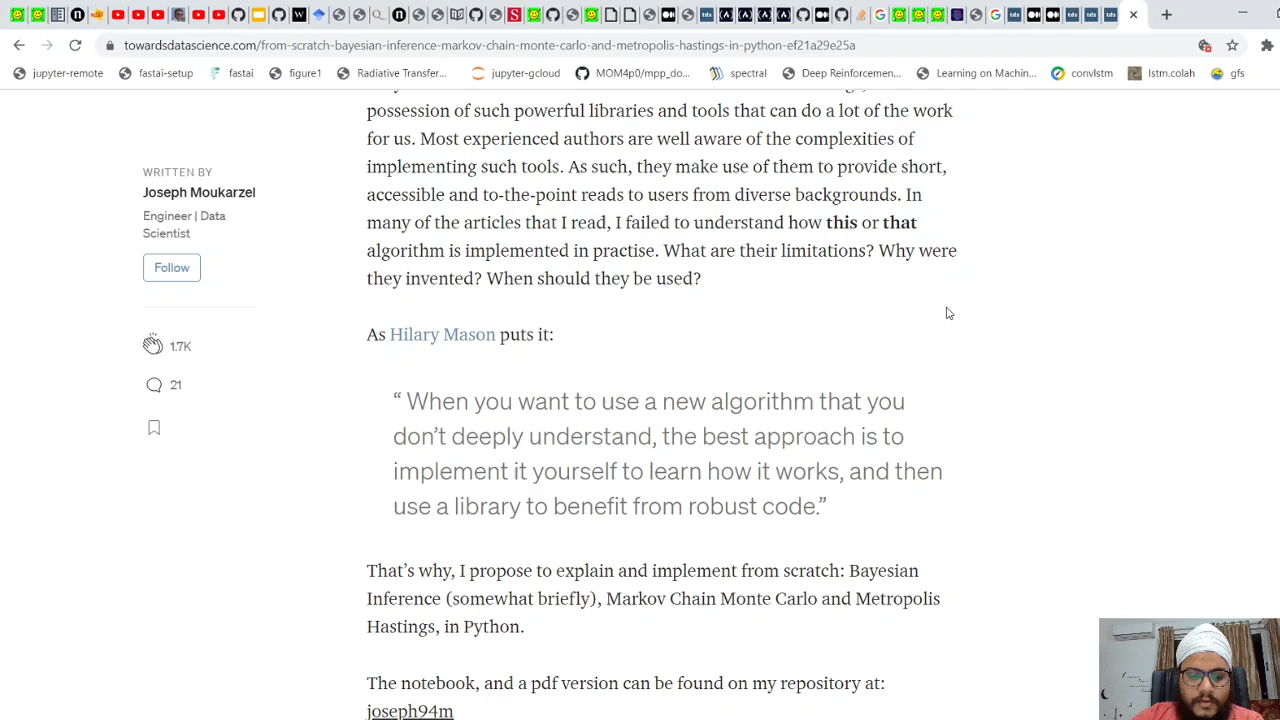 towardsdatascience.com/from-scratch-bayesian-inference-markov-chain-monte-carlo-and-metropolis-hastings-in-python-ef21a29e25a
jupyter-remote fastai-setup fastai figure1 Radiative Transfer... jupyter-gcloud MOM4p0/mpp_do... spectral Deep Reinforcemen... Learning on Machin... convlstm lstm.colah gfs
possession of such powerful libraries and tools that can do a lot of the work
for us. Most experienced authors are well aware of the complexities of
implementing such tools. As such, they make use of them to provide short,
accessible and to-the-point reads to users from diverse backgrounds. In
many of the articles that I read, I failed to understand how this or that
algorithm is implemented in practise. What are their limitations? Why were
they invented? When should they be used?
WRITTEN BY
Joseph Moukarzel
Engineer | Data
Scientist
Follow
1.7K
21
As Hilary Mason puts it:
“ When you want to use a new algorithm that you
don’t deeply understand, the best approach is to
implement it yourself to learn how it works, and then
use a library to benefit from robust code.”
That’s why, I propose to explain and implement from scratch: Bayesian
Inference (somewhat briefly), Markov Chain Monte Carlo and Metropolis
Hastings, in Python.
The notebook, and a pdf version can be found on my repository at:
joseph94m